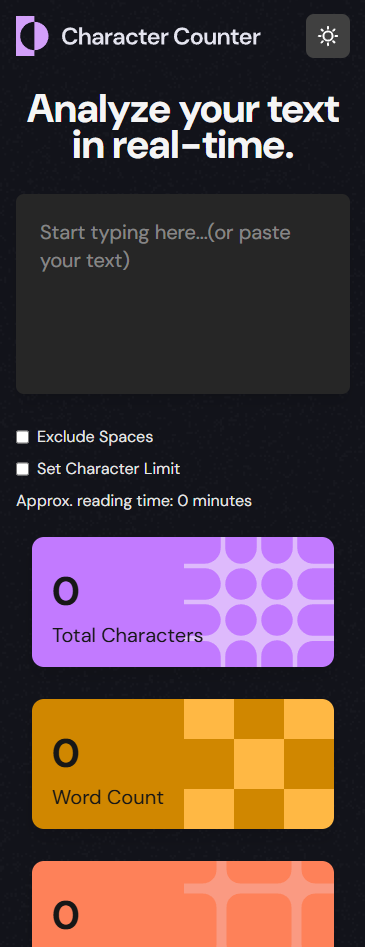 Character Counter
Analyze your text
in real-time.
Start typing here...(or paste
your text)
Exclude Spaces
Set Character Limit
Approx. reading time: 0 minutes
0
Total Characters
0
Word Count
0